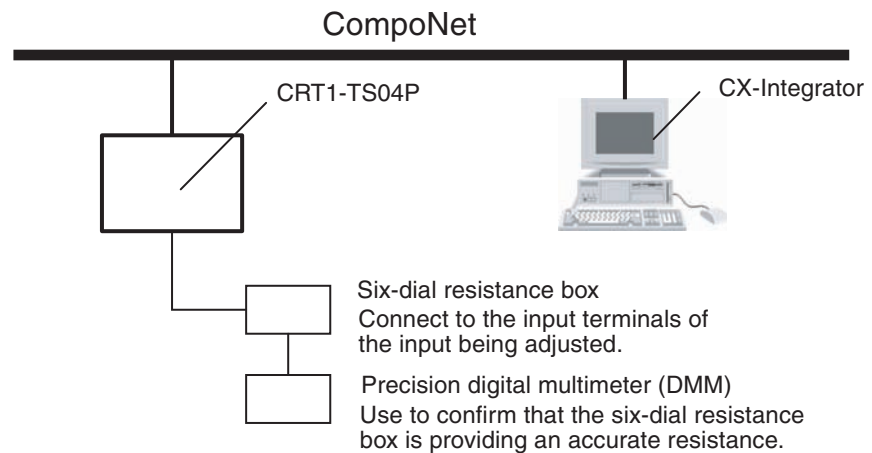 CompoNet
CRT1-TS04P
CX-Integrator
Six-dial resistance box
Connect to the input terminals of
the input being adjusted.
Precision digital multimeter (DMM)
Use to confirm that the six-dial resistance
box is providing an accurate resistance.